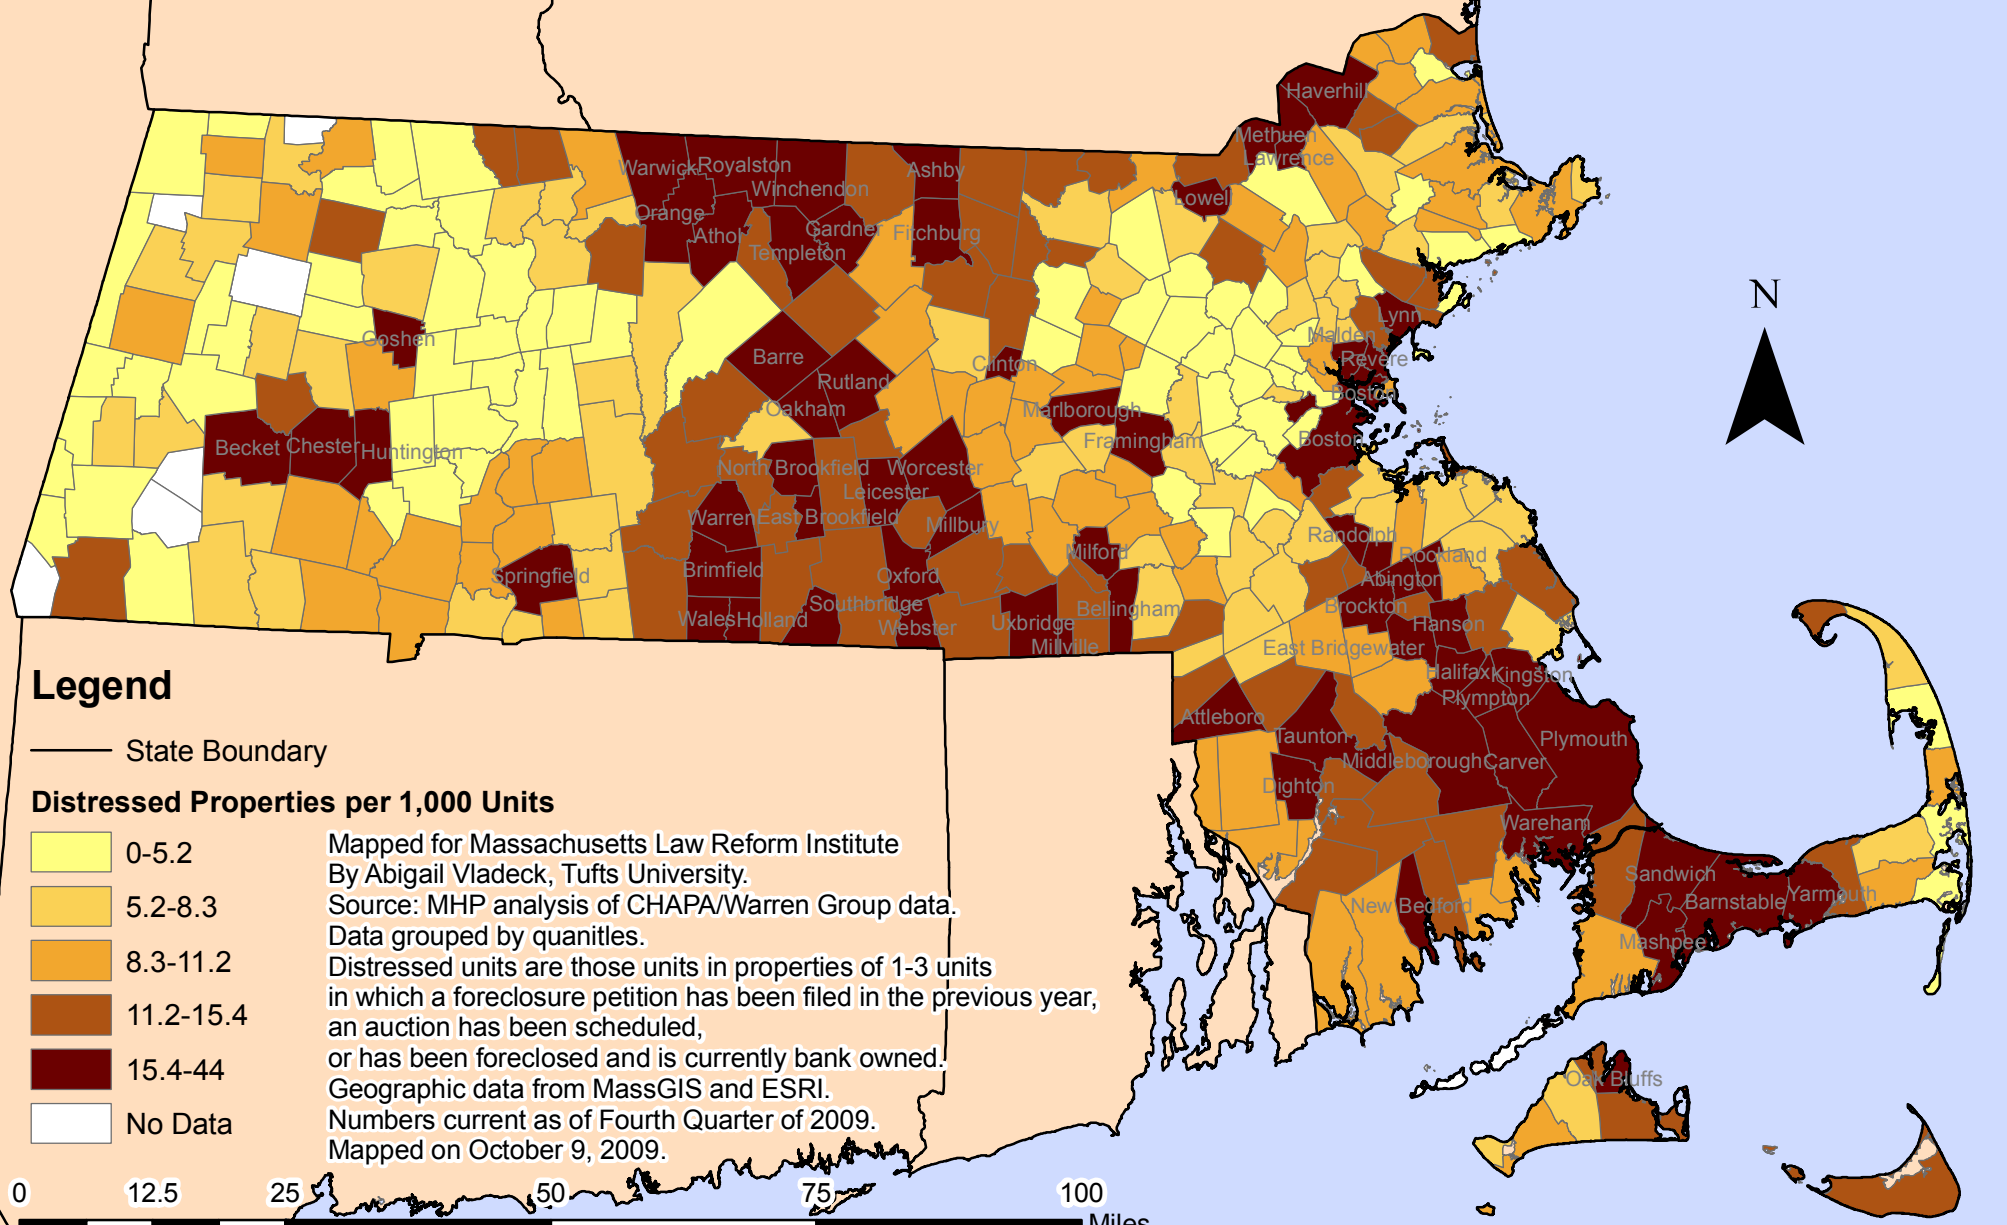 Haverhill
Methuen
Lawrence
Warwick
Royalston
Winchendon
Ashby
Lowell
Orange
Athol
Gardner
Templeton
Fitchburg
N
Goshen
Lynn
Malden
Revere
Barre
Clinton
Rutland
Boston
Oakham
Marlborough
Becket
Chester
Huntington
Framingham
Boston
North Brookfield
Worcester
Leicester
Warren
East Brookfield
Millbury
Randolph
Milford
Rockland
Springfield
Brimfield
Oxford
Abington
Southbridge
Bellingham
Brockton
Wales
Holland
Webster
Uxbridge
Hanson
Millville
East Bridgewater
Halifax
Kingston
Plympton
Attleboro
Taunton
Plymouth
Middleborough
Carver
Dighton
Wareham
Sandwich
Barnstable
Yarmouth
New Bedford
Mashpee
Oak Bluffs
Legend
State Boundary
Distressed Properties per 1,000 Units
0-5.2
5.2-8.3
8.3-11.2
11.2-15.4
15.4-44
No Data
Mapped for Massachusetts Law Reform Institute
By Abigail Vladeck, Tufts University.
Source: MHP analysis of CHAPA/Warren Group data.
Data grouped by quanitles.
Distressed units are those units in properties of 1-3 units
in which a foreclosure petition has been filed in the previous year,
an auction has been scheduled,
or has been foreclosed and is currently bank owned.
Geographic data from MassGIS and ESRI.
Numbers current as of Fourth Quarter of 2009.
Mapped on October 9, 2009.
0 12.5 25 50 75 100
Miles